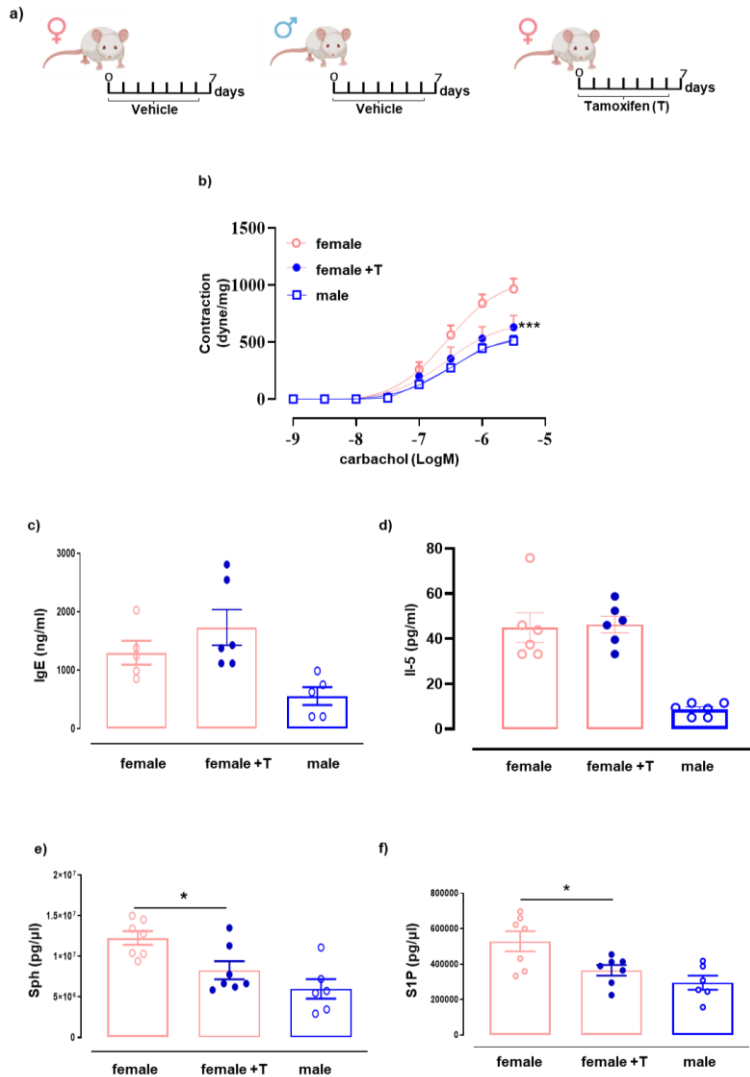 a)
♀ ♂ ♀
0 7 0 7 0 7
days days days
Vehicle Vehicle Tamoxifen (T)
b)
1500
1000
500
0
Contraction
(dyne/mg)
female
female +T
male
***
-9 -8 -7 -6 -5
carbachol (LogM)
c)
3000
2000
1000
0
IgE (ng/ml)
female female +T male
d)
80
60
40
20
0
Il-5 (pg/ml)
female female +T male
e)
2×10⁷
1.5×10⁷
1×10⁷
5×10⁶
0
Sph (pg/μl)
*
female female +T male
f)
800000
600000
400000
200000
0
S1P (pg/μl)
*
female female +T male